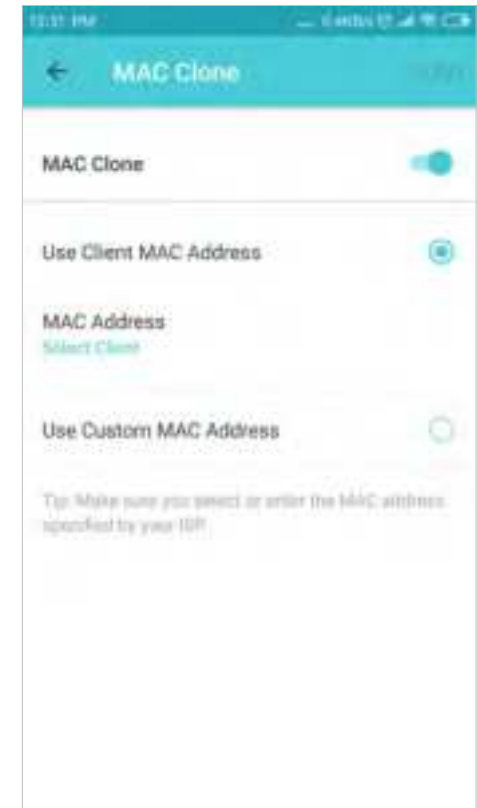 MAC Clone
MAC Clone
Use Client MAC Address
MAC Address
Select Client
Use Custom MAC Address
Tip: Make sure you select or enter the MAC address
specified by your ISP.